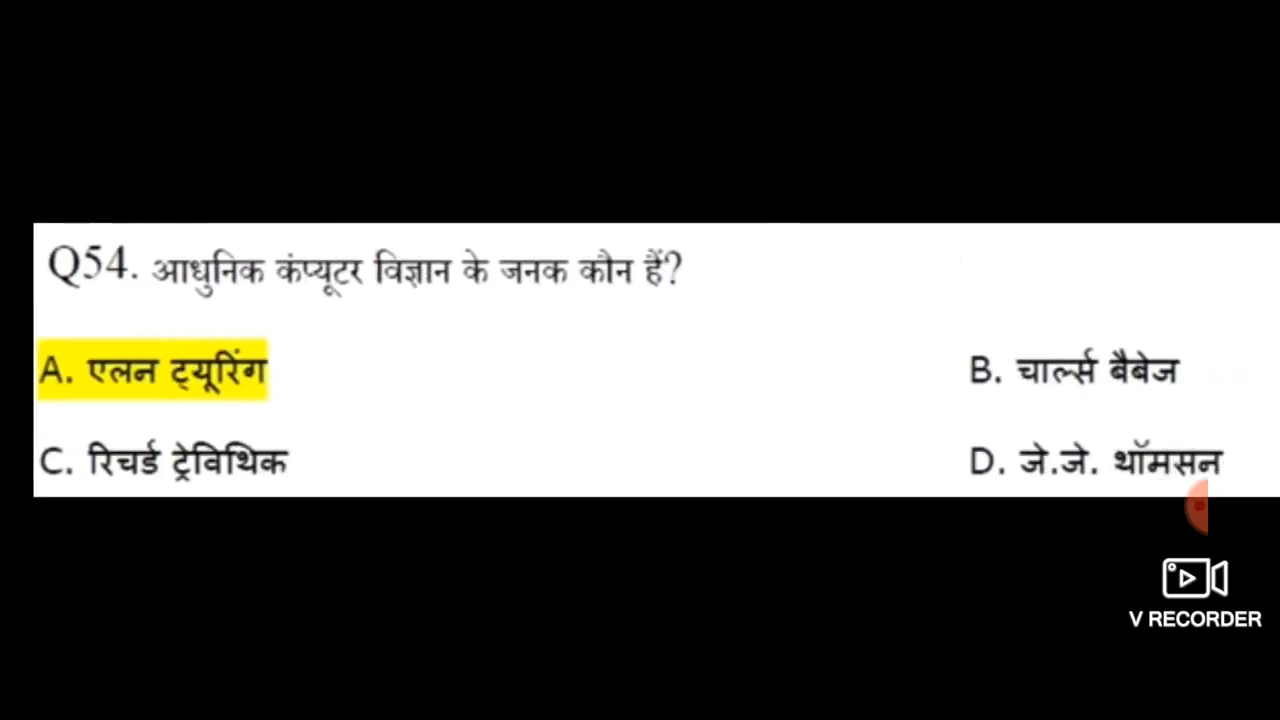 Q54. आधुनिक कंप्यूटर विज्ञान के जनक कौन हैं?
A. एलन ट्यूरिंग B. चार्ल्स बैबेज
C. रिचर्ड ट्रेविथिक D. जे.जे. थॉमसन
V RECORDER